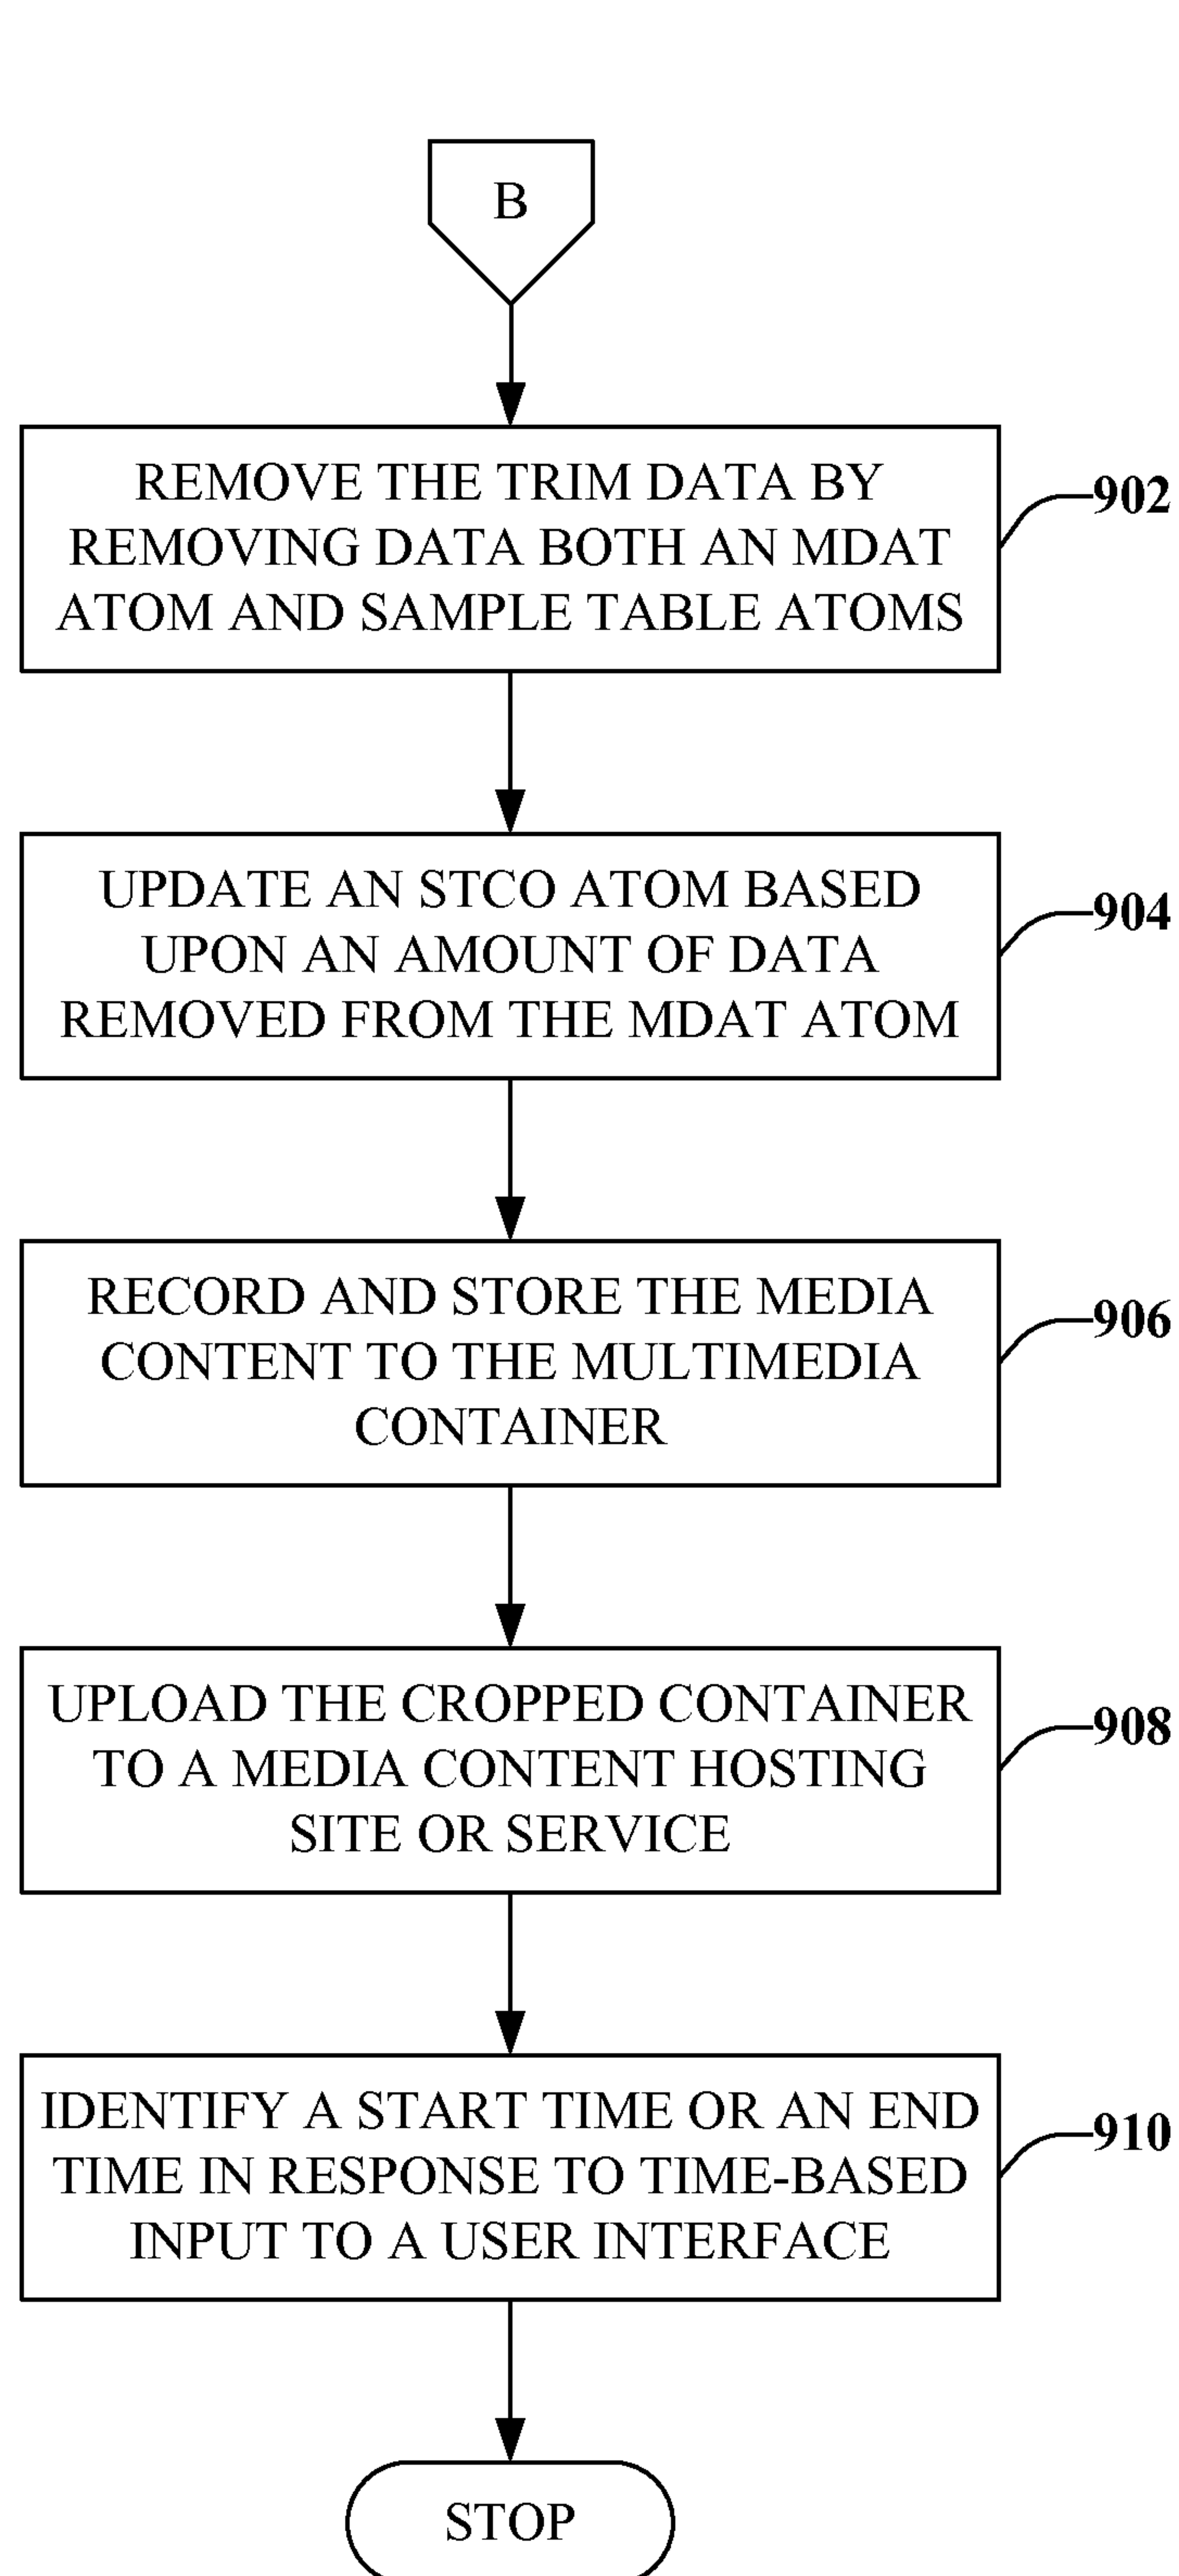 B
REMOVE THE TRIM DATA BY
REMOVING DATA BOTH AN MDAT
ATOM AND SAMPLE TABLE ATOMS
902
UPDATE AN STCO ATOM BASED
UPON AN AMOUNT OF DATA
REMOVED FROM THE MDAT ATOM
904
RECORD AND STORE THE MEDIA
CONTENT TO THE MULTIMEDIA
CONTAINER
906
UPLOAD THE CROPPED CONTAINER
TO A MEDIA CONTENT HOSTING
SITE OR SERVICE
908
IDENTIFY A START TIME OR AN END
TIME IN RESPONSE TO TIME-BASED
INPUT TO A USER INTERFACE
910
STOP